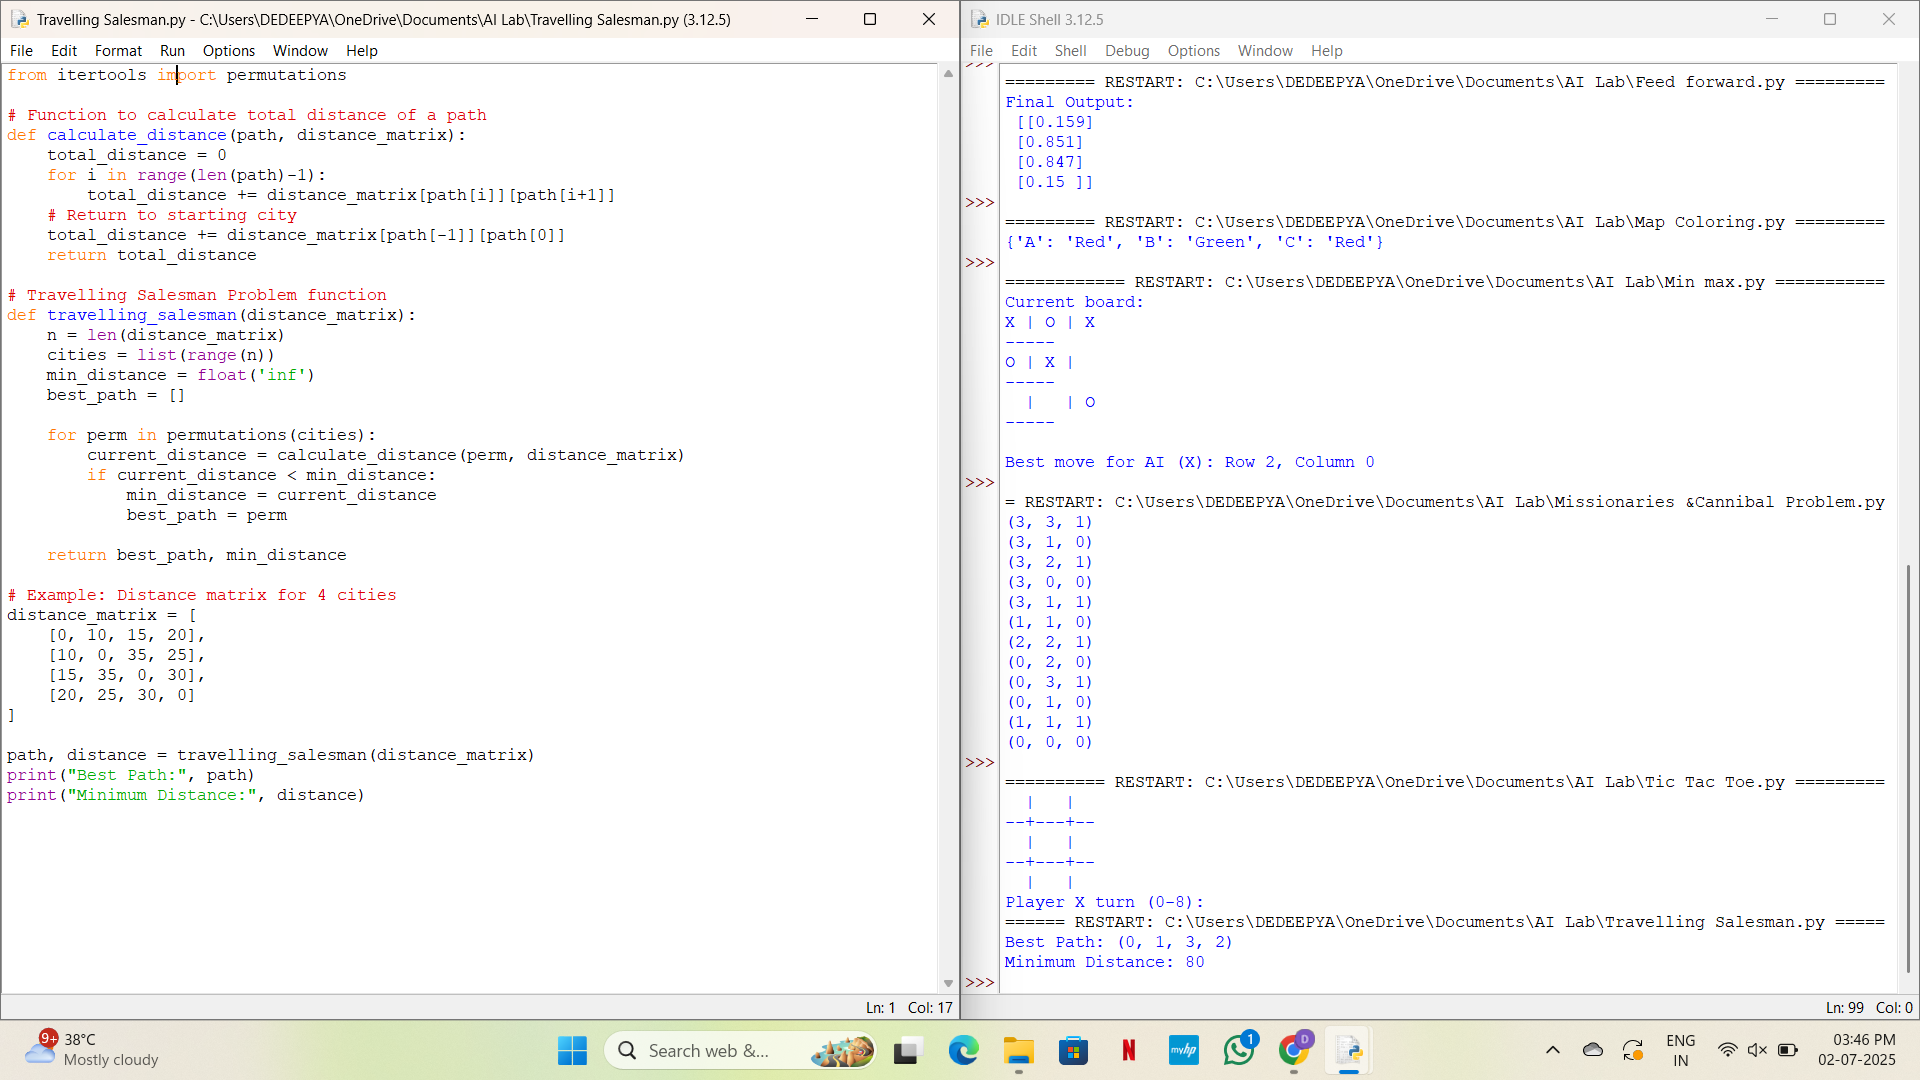 Travelling Salesman.py - C:\Users\DEDEEPYA\OneDrive\Documents\AI Lab\Travelling Salesman.py (3.12.5)
File Edit Format Run Options Window Help
from itertools import permutations

# Function to calculate total distance of a path
def calculate_distance(path, distance_matrix):
    total_distance = 0
    for i in range(len(path)-1):
        total_distance += distance_matrix[path[i]][path[i+1]]
    # Return to starting city
    total_distance += distance_matrix[path[-1]][path[0]]
    return total_distance

# Travelling Salesman Problem function
def travelling_salesman(distance_matrix):
    n = len(distance_matrix)
    cities = list(range(n))
    min_distance = float('inf')
    best_path = []

    for perm in permutations(cities):
        current_distance = calculate_distance(perm, distance_matrix)
        if current_distance < min_distance:
            min_distance = current_distance
            best_path = perm

    return best_path, min_distance

# Example: Distance matrix for 4 cities
distance_matrix = [
    [0, 10, 15, 20],
    [10, 0, 35, 25],
    [15, 35, 0, 30],
    [20, 25, 30, 0]
]

path, distance = travelling_salesman(distance_matrix)
print("Best Path:", path)
print("Minimum Distance:", distance)
Ln: 1 Col: 17
IDLE Shell 3.12.5
File Edit Shell Debug Options Window Help
>>>
========= RESTART: C:\Users\DEDEEPYA\OneDrive\Documents\AI Lab\Feed forward.py =========
Final Output:
 [[0.159]
 [0.851]
 [0.847]
 [0.15 ]]
>>>
========= RESTART: C:\Users\DEDEEPYA\OneDrive\Documents\AI Lab\Map Coloring.py =========
{'A': 'Red', 'B': 'Green', 'C': 'Red'}
>>>
============ RESTART: C:\Users\DEDEEPYA\OneDrive\Documents\AI Lab\Min max.py ===========
Current board:
X | O | X
-----
O | X |
-----
  |   | O
-----

Best move for AI (X): Row 2, Column 0
>>>
= RESTART: C:\Users\DEDEEPYA\OneDrive\Documents\AI Lab\Missionaries &Cannibal Problem.py
(3, 3, 1)
(3, 1, 0)
(3, 2, 1)
(3, 0, 0)
(3, 1, 1)
(1, 1, 0)
(2, 2, 1)
(0, 2, 0)
(0, 3, 1)
(0, 1, 0)
(1, 1, 1)
(0, 0, 0)
>>>
========== RESTART: C:\Users\DEDEEPYA\OneDrive\Documents\AI Lab\Tic Tac Toe.py =========
  |   |
--+---+--
  |   |
--+---+--
  |   |
Player X turn (0-8):
====== RESTART: C:\Users\DEDEEPYA\OneDrive\Documents\AI Lab\Travelling Salesman.py =====
Best Path: (0, 1, 3, 2)
Minimum Distance: 80
>>>
Ln: 99 Col: 0
9+
38°C
Mostly cloudy
Search web &...
N
myhp
1
D
ENG
IN
03:46 PM
02-07-2025